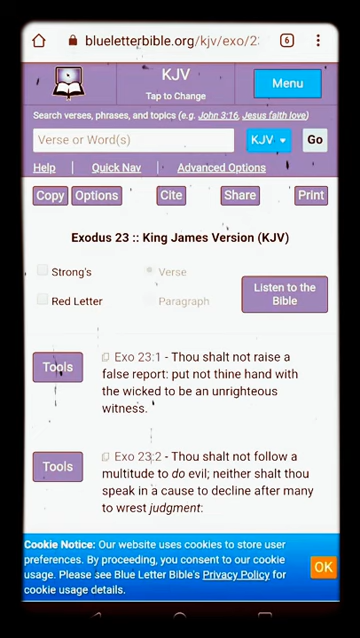 blueletterbible.org/kjv/exo/23
6
KJV
Tap to Change
Menu
Search verses, phrases, and topics (e.g. John 3:16, Jesus faith love)
Verse or Word(s)
KJV
Go
Help | Quick Nav | Advanced Options
Copy Options Cite Share Print
Exodus 23 :: King James Version (KJV)
Strong's
Verse
Red Letter
Paragraph
Listen to the
Bible
Tools
Exo 23:1 - Thou shalt not raise a
false report: put not thine hand with
the wicked to be an unrighteous
witness.
Tools
Exo 23:2 - Thou shalt not follow a
multitude to do evil; neither shalt thou
speak in a cause to decline after many
to wrest judgment:
Cookie Notice: Our website uses cookies to store user
preferences. By proceeding, you consent to our cookie
usage. Please see Blue Letter Bible's Privacy Policy for
cookie usage details.
OK